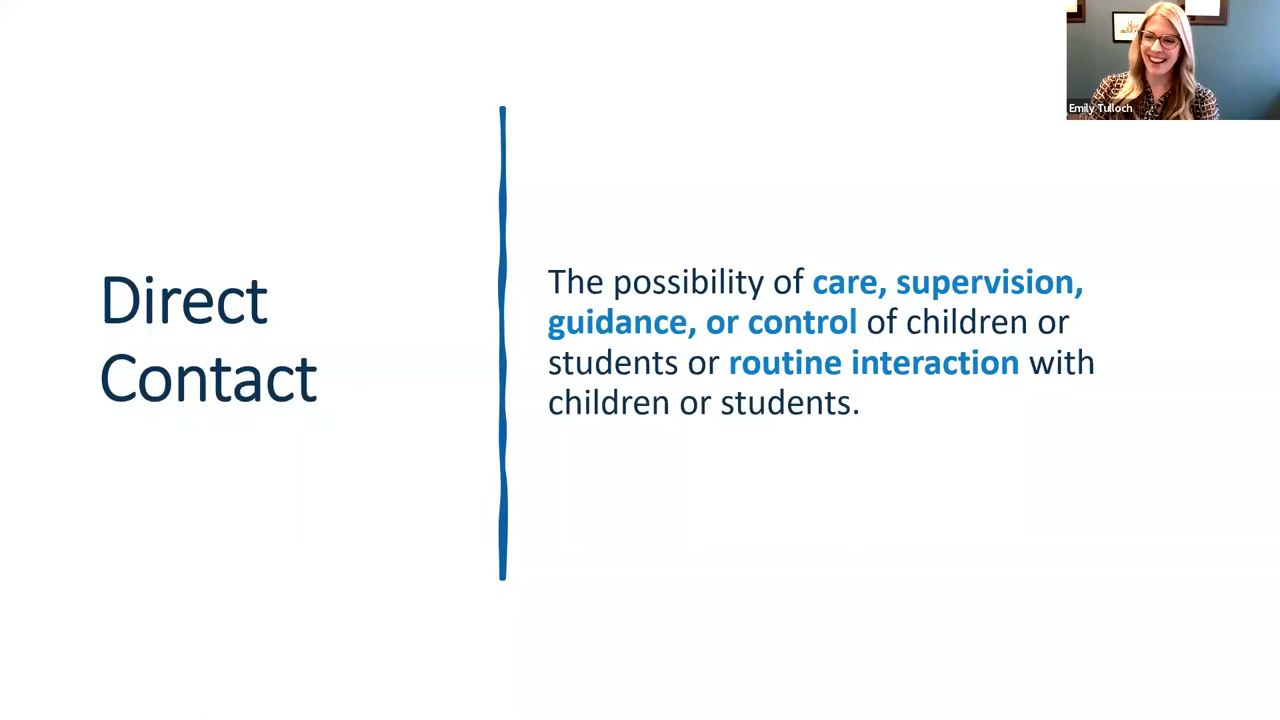 Emily Tulloch
Direct
Contact
The possibility of care, supervision,
guidance, or control of children or
students or routine interaction with
children or students.